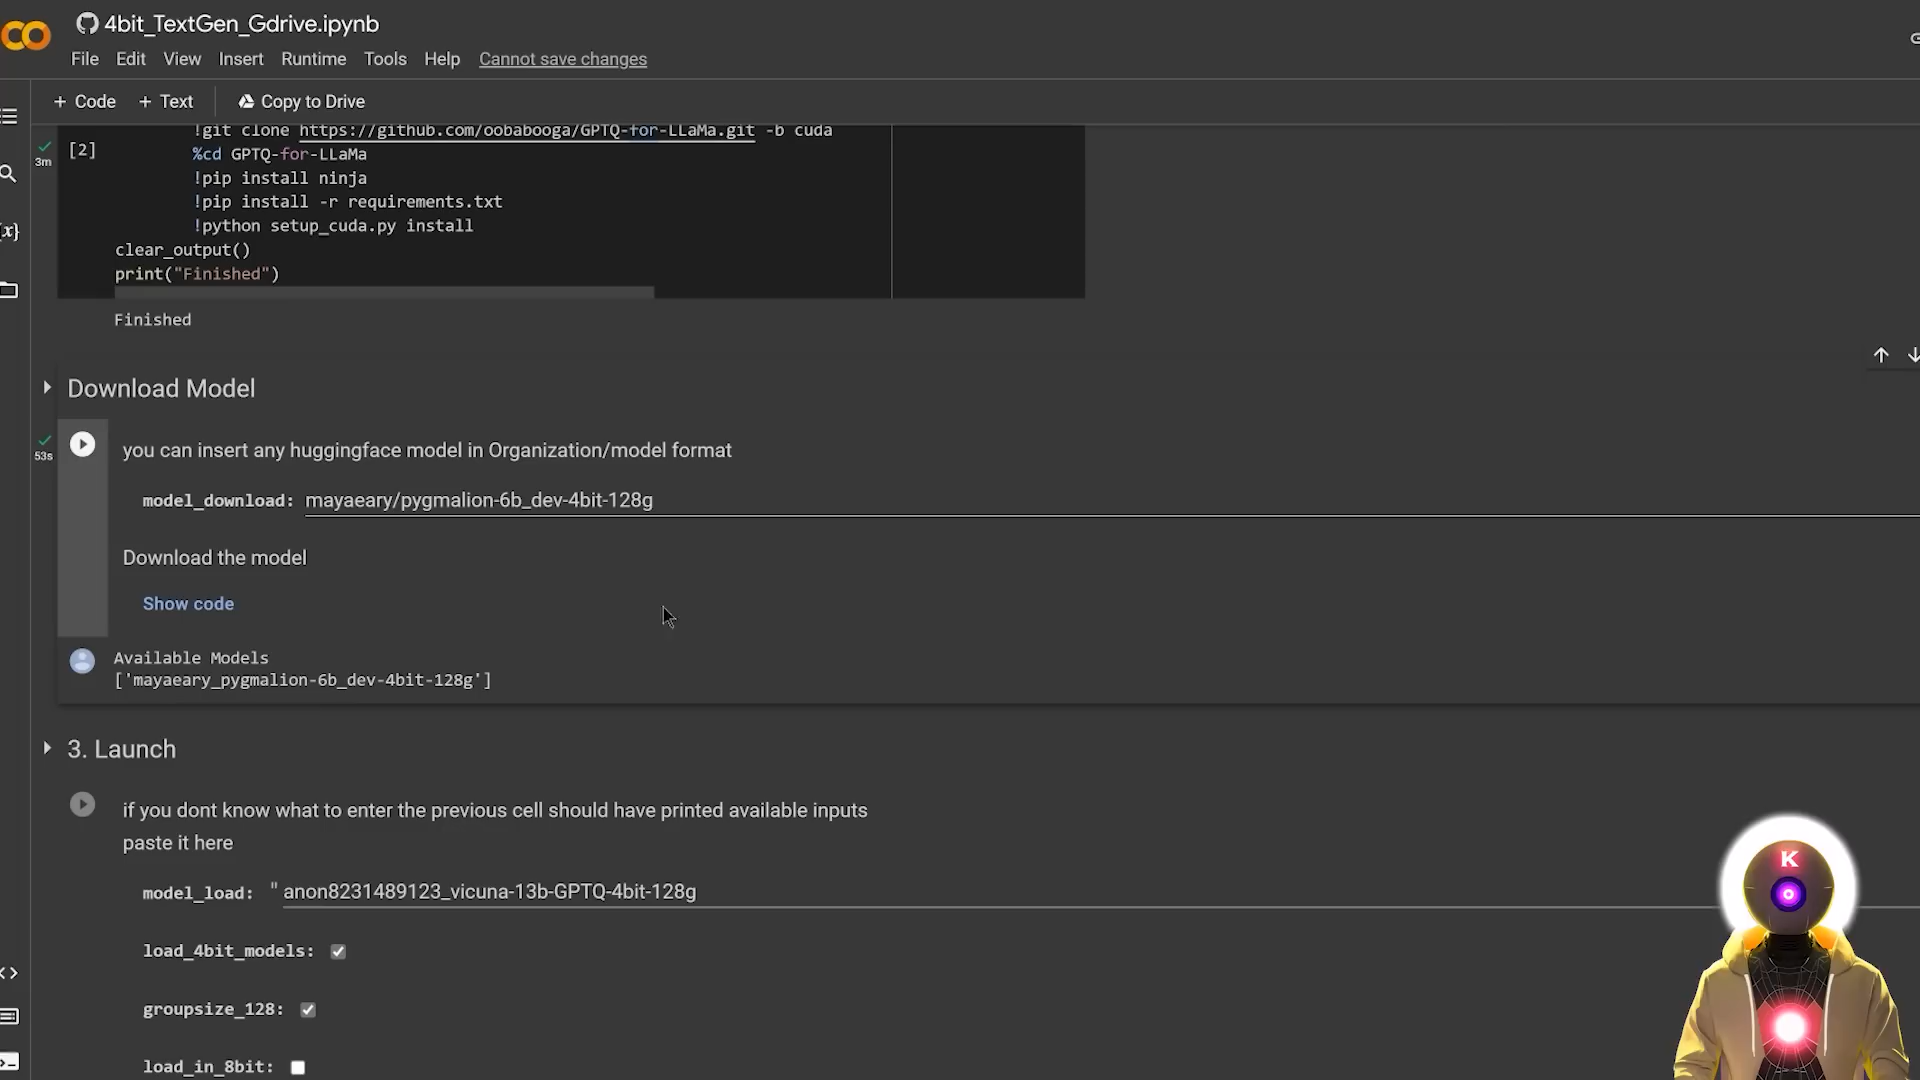 4bit_TextGen_Gdrive.ipynb
File Edit View Insert Runtime Tools Help Cannot save changes
+ Code + Text Copy to Drive
!git clone https://github.com/oobabooga/GPTQ-for-LLaMa.git -b cuda
[2]
3m
%cd GPTQ-for-LLaMa
!pip install ninja
!pip install -r requirements.txt
!python setup_cuda.py install
clear_output()
print("Finished")
Finished
Download Model
53s
you can insert any huggingface model in Organization/model format
model_download: mayaeary/pygmalion-6b_dev-4bit-128g
Download the model
Show code
Available Models
['mayaeary_pygmalion-6b_dev-4bit-128g']
3. Launch
if you dont know what to enter the previous cell should have printed available inputs
paste it here
model_load: " anon8231489123_vicuna-13b-GPTQ-4bit-128g
load_4bit_models:
groupsize_128:
load_in_8bit:
K